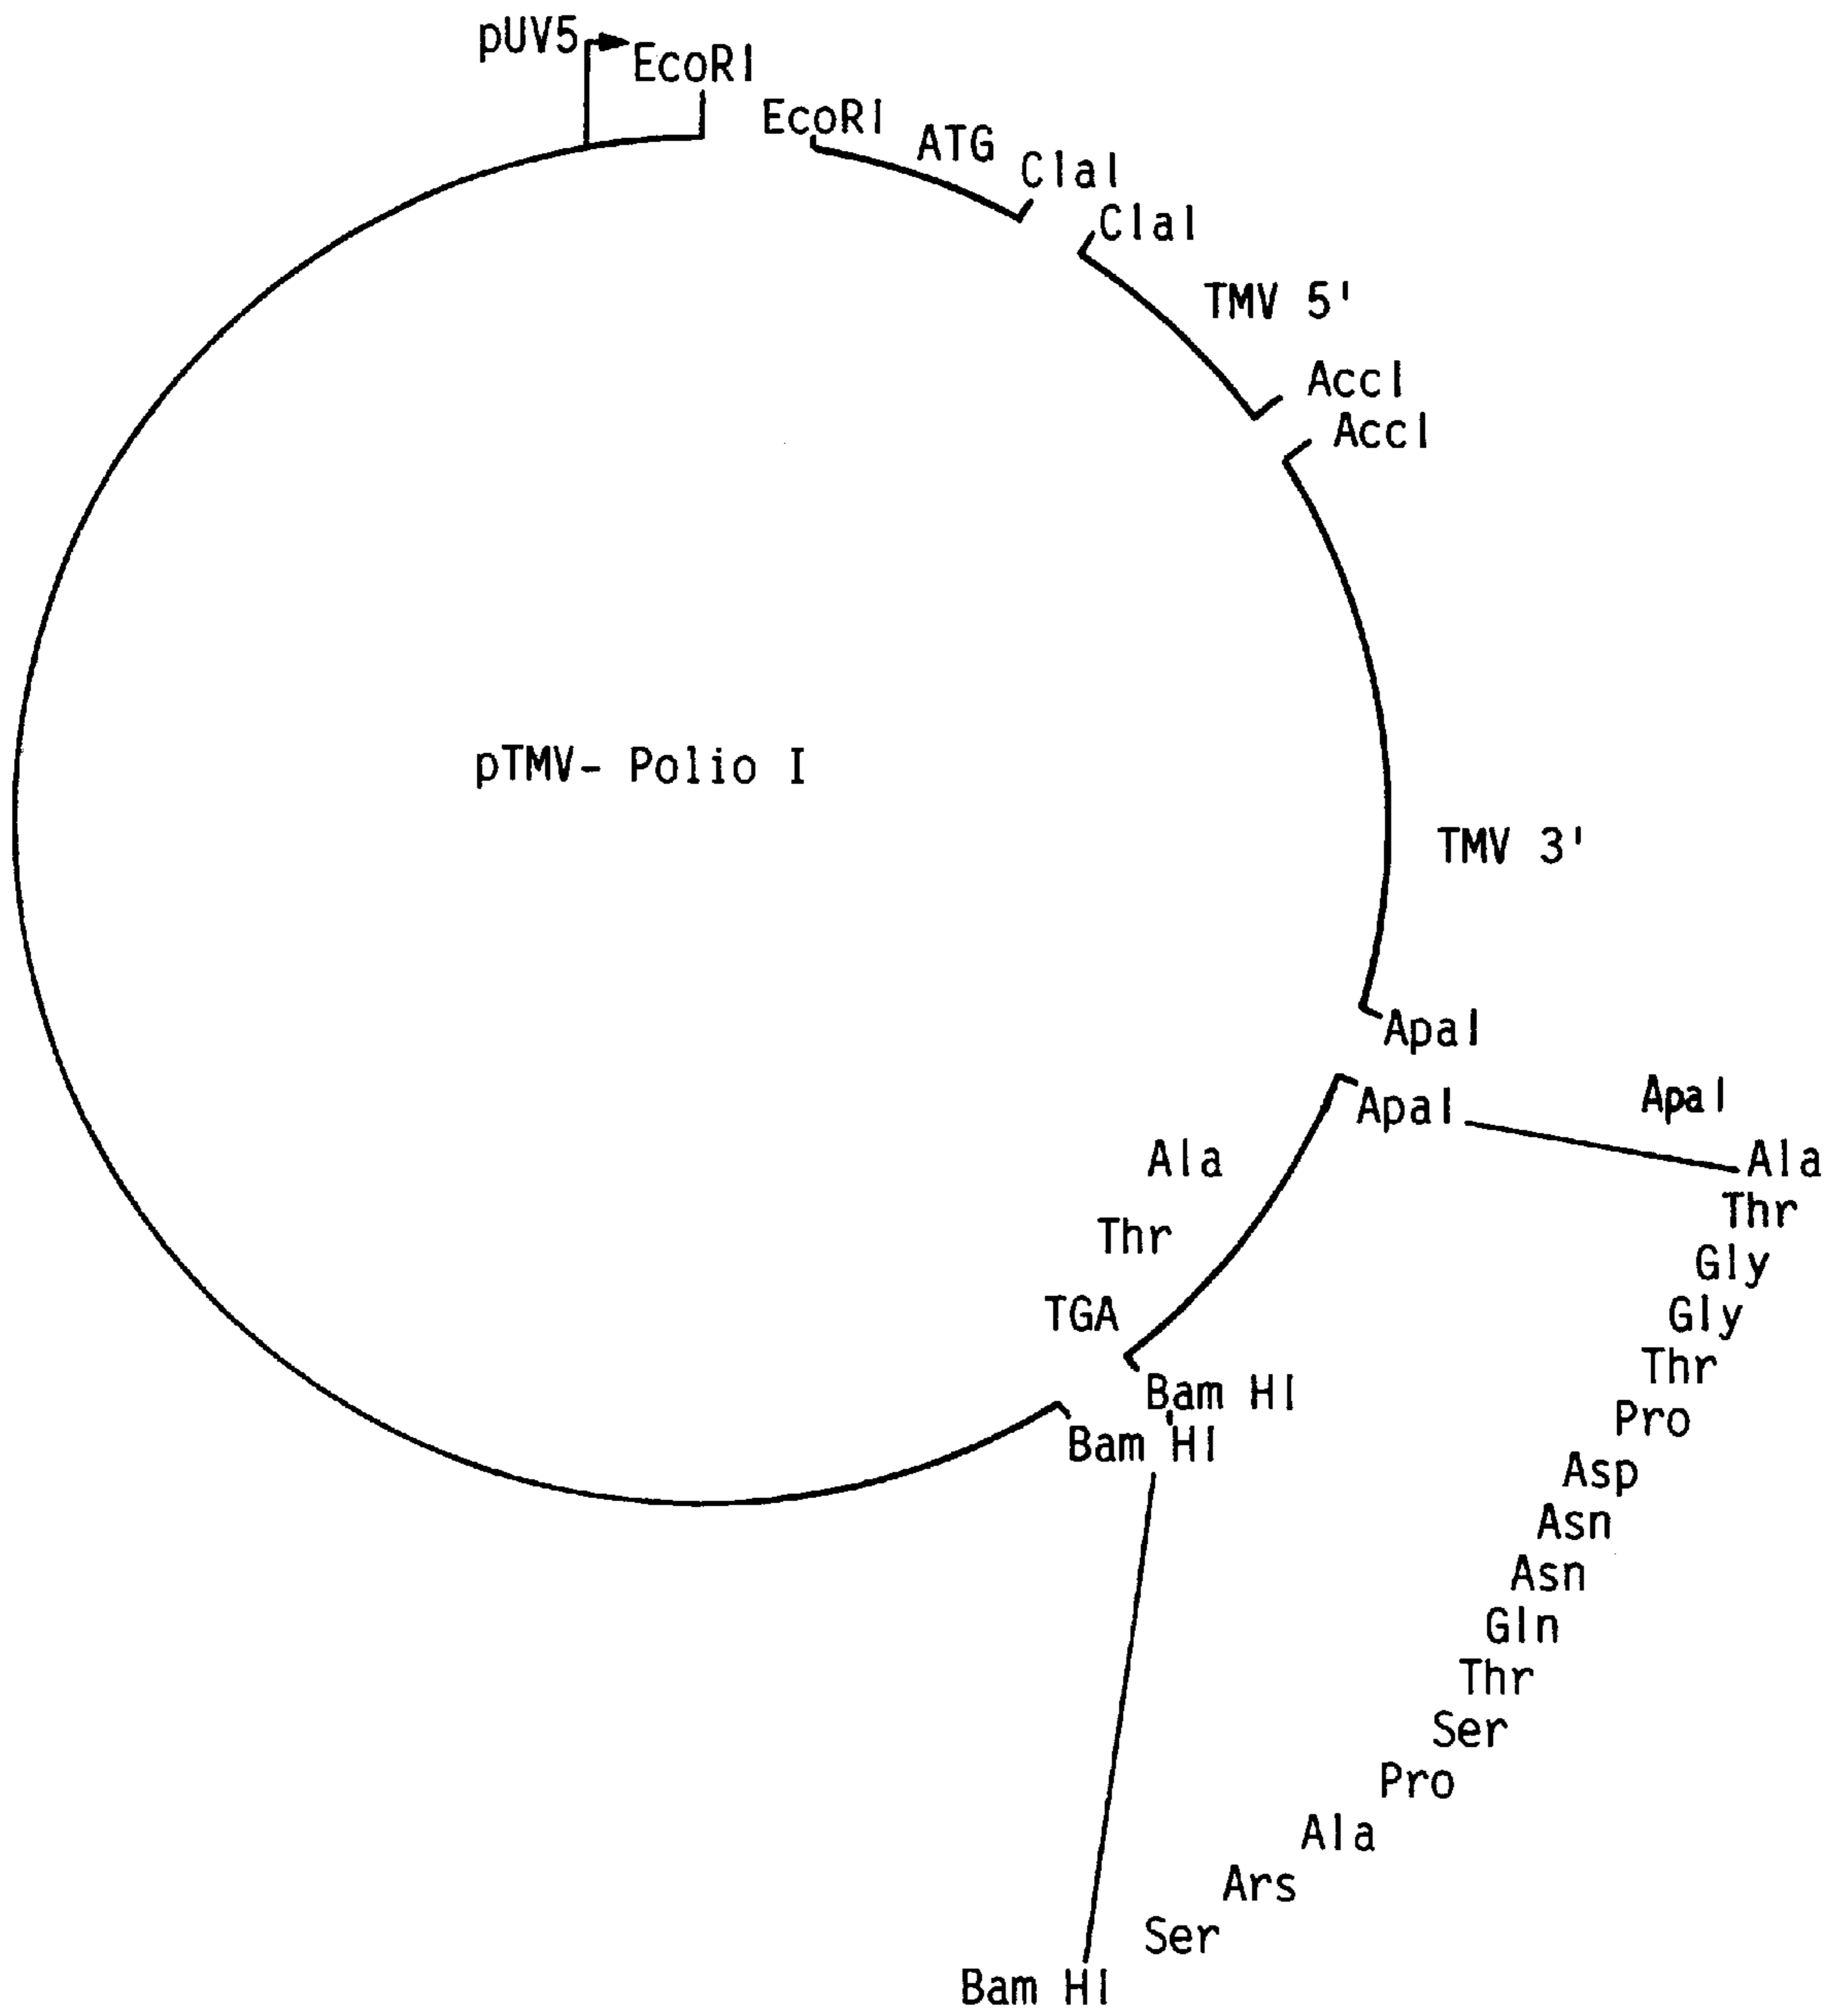 pUV5
EcoRI
EcoRI
ATG
ClaI
ClaI
TMV 5'
AccI
AccI
pTMV- Polio I
TMV 3'
ApaI
ApaI
ApaI
Ala
Ala
Thr
Thr
Gly
TGA
Gly
Thr
Bam HI
Pro
Bam HI
Asp
Asn
Asn
Gln
Thr
Ser
Pro
Ala
Ars
Ser
Bam HI